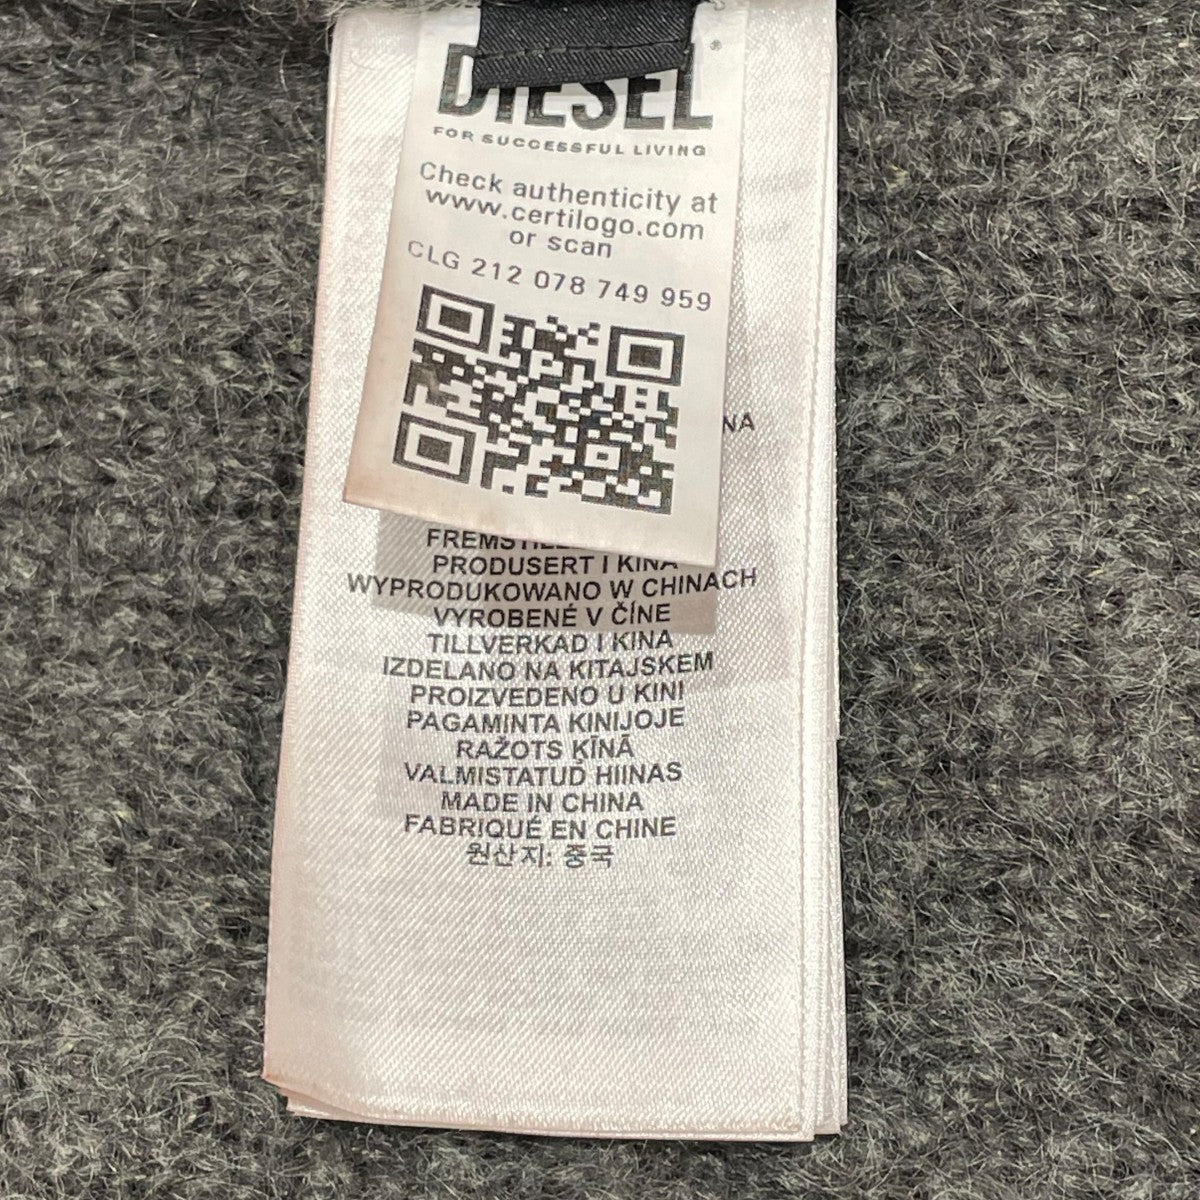 DIESEL®
FOR SUCCESSFUL LIVING
Check authenticity at
www.certilogo.com
or scan
CLG 212 078 749 959
NA
PRODUSERT I KINA
WYPRODUKOWANO W CHINACH
VYROBENÉ V ČÍNE
TILLVERKAD I KINA
IZDELANO NA KITAJSKEM
PROIZVEDENO U KINI
PAGAMINTA KINIJOJE
RAŽOTS ĶĪNĀ
VALMISTATUD HIINAS
MADE IN CHINA
FABRIQUÉ EN CHINE
원산지: 중국